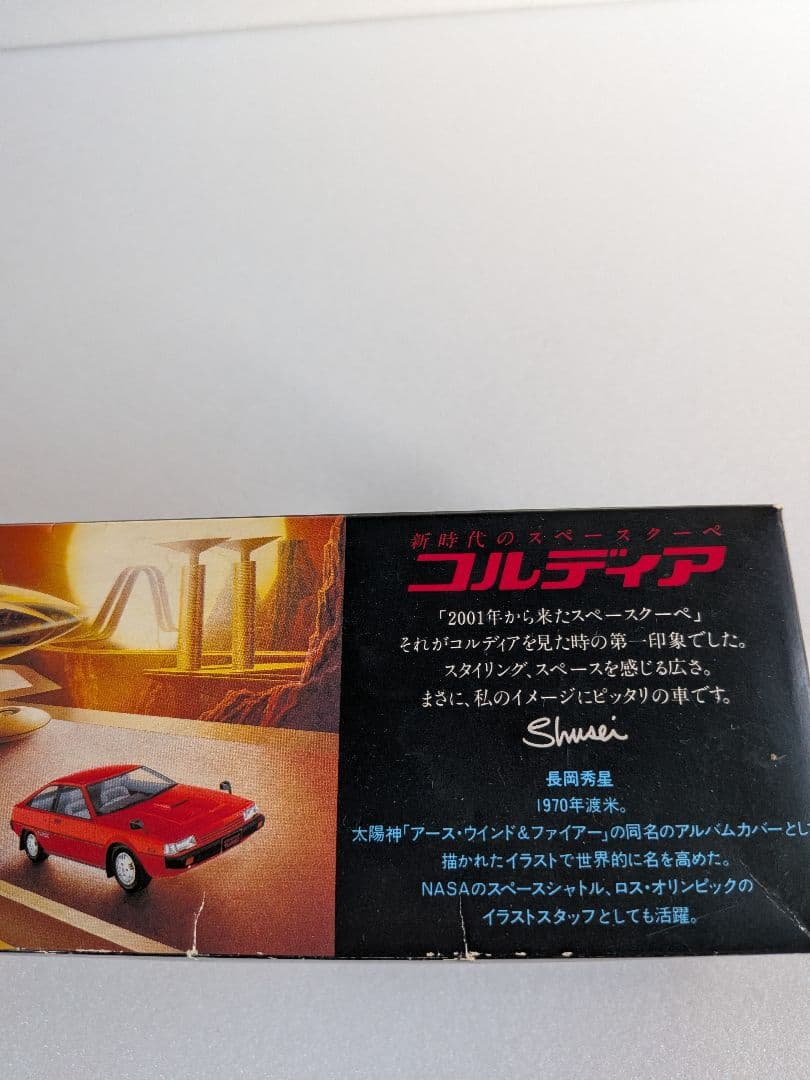 新時代のスペースクーペ
コルディア
「2001年から来たスペースクーペ」
それがコルディアを見た時の第一印象でした。
スタイリング、スペースを感じる広さ。
まさに、私のイメージにピッタリの車です。
Shusei
長岡秀星
1970年渡米。
太陽神「アース・ウインド&ファイアー」の同名のアルバムカバーとし
描かれたイラストで世界的に名を高めた。
NASAのスペースシャトル、ロス・オリンピックの
イラストスタッフとしても活躍。